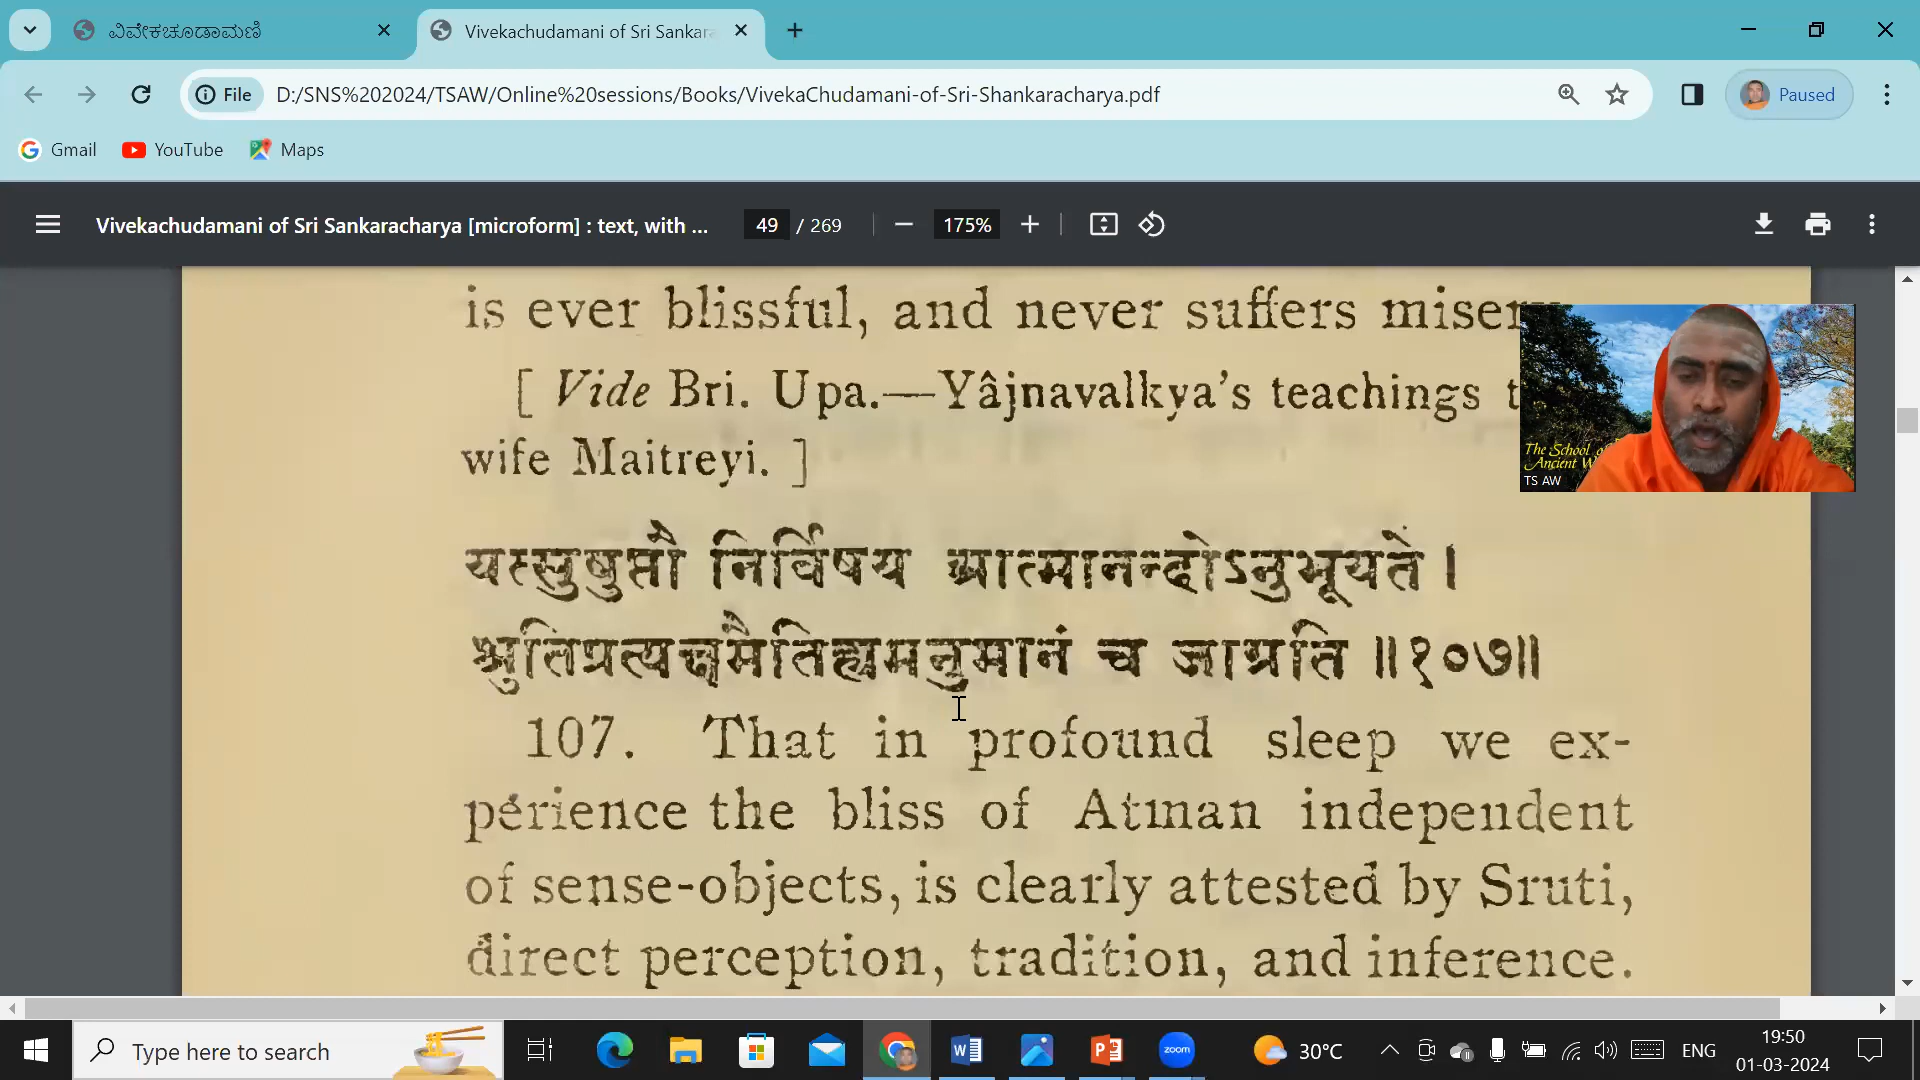 ವಿವೇಕಚೂಡಾಮಣಿ
Vivekachudamani of Sri Sankara
File D:/SNS%202024/TSAW/Online%20sessions/Books/VivekaChudamani-of-Sri-Shankaracharya.pdf
Paused
Gmail YouTube Maps
Vivekachudamani of Sri Sankaracharya [microform] : text, with ... 49 / 269 175%
is ever blissful, and never suffers misery
[ Vide Bri. Upa.—Yâjnavalkya's teachings t
wife Maitreyi. ]
The School of
Ancient W
TS AW
यत्सुषुप्तौ निर्विषय आत्मानन्दोऽनुभूयते ।
श्रुतिप्रत्यक्षमैतिह्यमनुमानं च जाग्रति ॥१०७॥
107. That in profound sleep we ex-
perience the bliss of Atman independent
of sense-objects, is clearly attested by Sruti,
direct perception, tradition, and inference.
Type here to search
zoom
30°C
ENG
19:50
01-03-2024